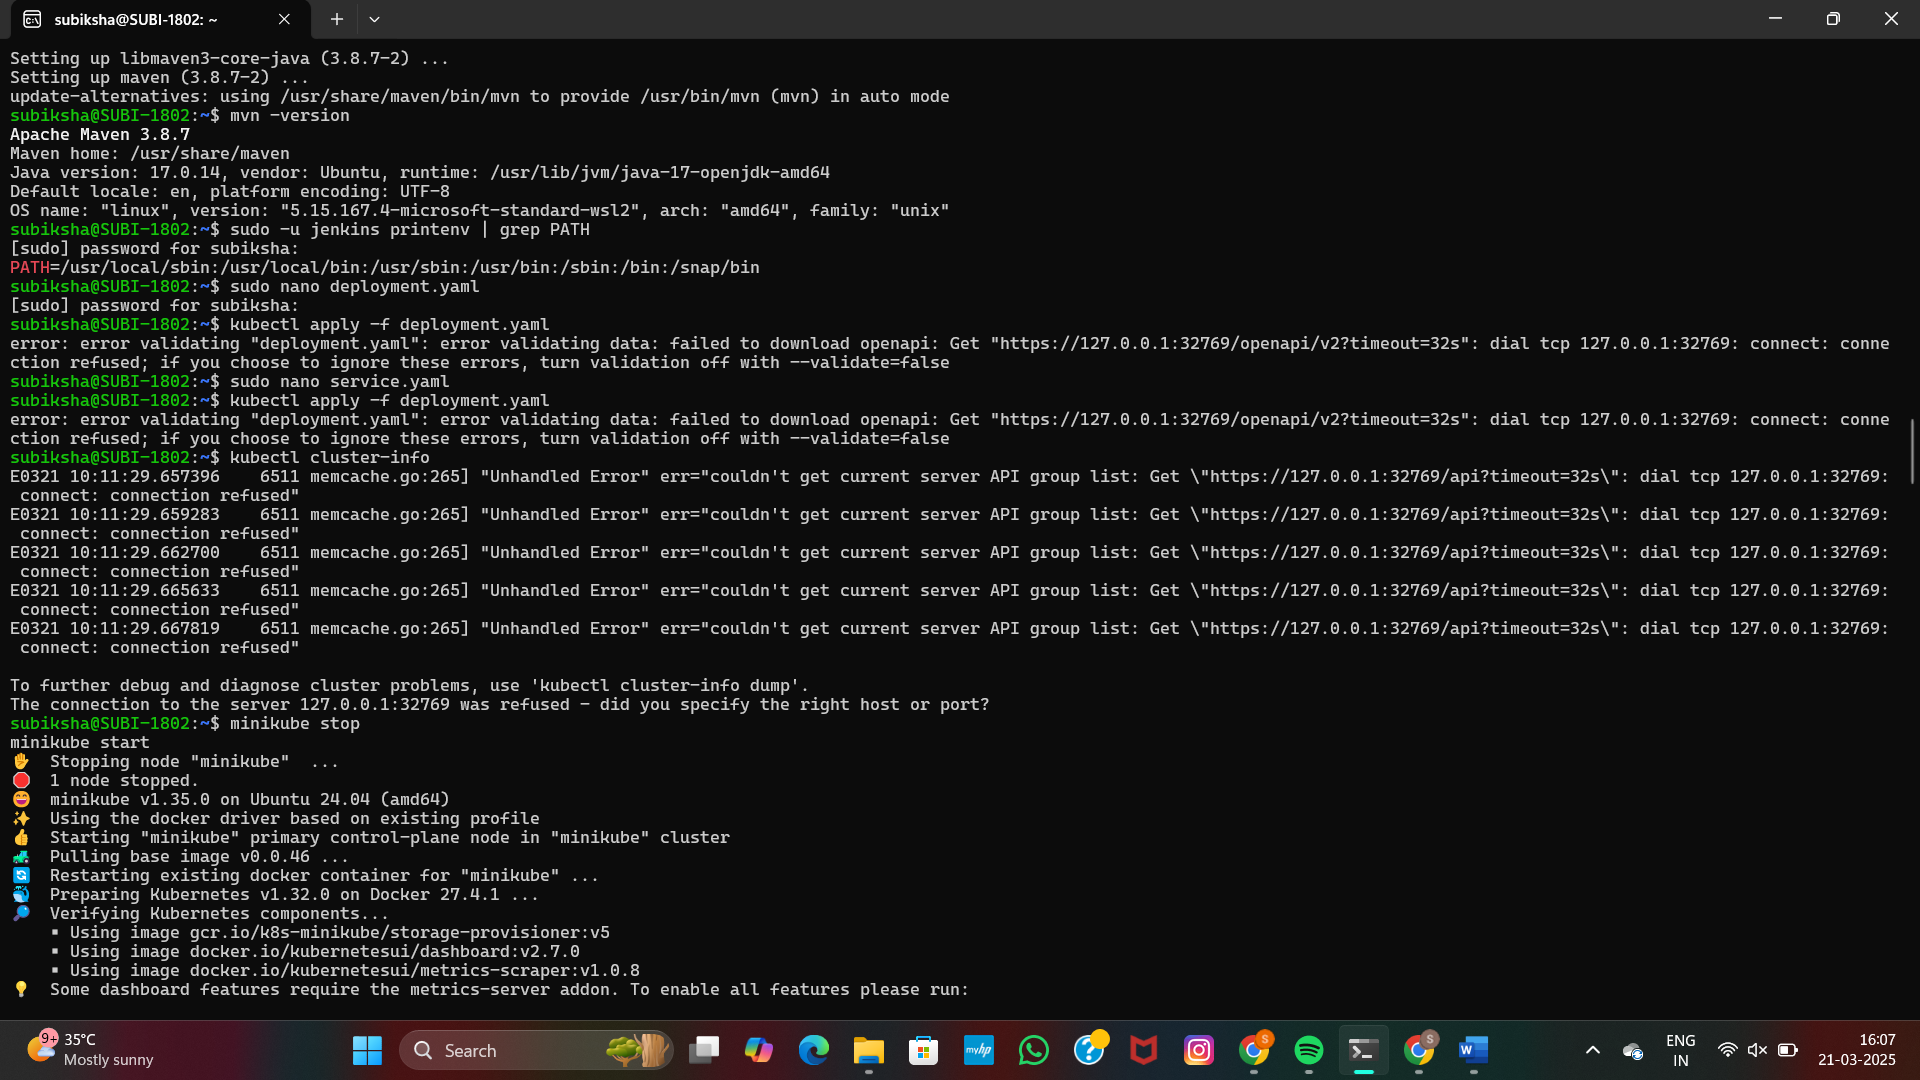 subiksha@SUBI-1802: ~
Setting up libmaven3-core-java (3.8.7-2) ...
Setting up maven (3.8.7-2) ...
update-alternatives: using /usr/share/maven/bin/mvn to provide /usr/bin/mvn (mvn) in auto mode
subiksha@SUBI-1802:~$ mvn -version
Apache Maven 3.8.7
Maven home: /usr/share/maven
Java version: 17.0.14, vendor: Ubuntu, runtime: /usr/lib/jvm/java-17-openjdk-amd64
Default locale: en, platform encoding: UTF-8
OS name: "linux", version: "5.15.167.4-microsoft-standard-wsl2", arch: "amd64", family: "unix"
subiksha@SUBI-1802:~$ sudo -u jenkins printenv | grep PATH
[sudo] password for subiksha:
PATH=/usr/local/sbin:/usr/local/bin:/usr/sbin:/usr/bin:/sbin:/bin:/snap/bin
subiksha@SUBI-1802:~$ sudo nano deployment.yaml
[sudo] password for subiksha:
subiksha@SUBI-1802:~$ kubectl apply -f deployment.yaml
error: error validating "deployment.yaml": error validating data: failed to download openapi: Get "https://127.0.0.1:32769/openapi/v2?timeout=32s": dial tcp 127.0.0.1:32769: connect: conne
ction refused; if you choose to ignore these errors, turn validation off with --validate=false
subiksha@SUBI-1802:~$ sudo nano service.yaml
subiksha@SUBI-1802:~$ kubectl apply -f deployment.yaml
error: error validating "deployment.yaml": error validating data: failed to download openapi: Get "https://127.0.0.1:32769/openapi/v2?timeout=32s": dial tcp 127.0.0.1:32769: connect: conne
ction refused; if you choose to ignore these errors, turn validation off with --validate=false
subiksha@SUBI-1802:~$ kubectl cluster-info
E0321 10:11:29.657396    6511 memcache.go:265] "Unhandled Error" err="couldn't get current server API group list: Get \"https://127.0.0.1:32769/api?timeout=32s\": dial tcp 127.0.0.1:32769:
 connect: connection refused"
E0321 10:11:29.659283    6511 memcache.go:265] "Unhandled Error" err="couldn't get current server API group list: Get \"https://127.0.0.1:32769/api?timeout=32s\": dial tcp 127.0.0.1:32769:
 connect: connection refused"
E0321 10:11:29.662700    6511 memcache.go:265] "Unhandled Error" err="couldn't get current server API group list: Get \"https://127.0.0.1:32769/api?timeout=32s\": dial tcp 127.0.0.1:32769:
 connect: connection refused"
E0321 10:11:29.665633    6511 memcache.go:265] "Unhandled Error" err="couldn't get current server API group list: Get \"https://127.0.0.1:32769/api?timeout=32s\": dial tcp 127.0.0.1:32769:
 connect: connection refused"
E0321 10:11:29.667819    6511 memcache.go:265] "Unhandled Error" err="couldn't get current server API group list: Get \"https://127.0.0.1:32769/api?timeout=32s\": dial tcp 127.0.0.1:32769:
 connect: connection refused"
To further debug and diagnose cluster problems, use 'kubectl cluster-info dump'.
The connection to the server 127.0.0.1:32769 was refused - did you specify the right host or port?
subiksha@SUBI-1802:~$ minikube stop
minikube start
✋  Stopping node "minikube"  ...
🛑  1 node stopped.
😄  minikube v1.35.0 on Ubuntu 24.04 (amd64)
✨  Using the docker driver based on existing profile
👍  Starting "minikube" primary control-plane node in "minikube" cluster
🚜  Pulling base image v0.0.46 ...
🔄  Restarting existing docker container for "minikube" ...
🐳  Preparing Kubernetes v1.32.0 on Docker 27.4.1 ...
🔎  Verifying Kubernetes components...
    ▪ Using image gcr.io/k8s-minikube/storage-provisioner:v5
    ▪ Using image docker.io/kubernetesui/dashboard:v2.7.0
    ▪ Using image docker.io/kubernetesui/metrics-scraper:v1.0.8
💡  Some dashboard features require the metrics-server addon. To enable all features please run:
9+
35°C
Mostly sunny
Search
myhp
S
S
W
ENG
IN
16:07
21-03-2025